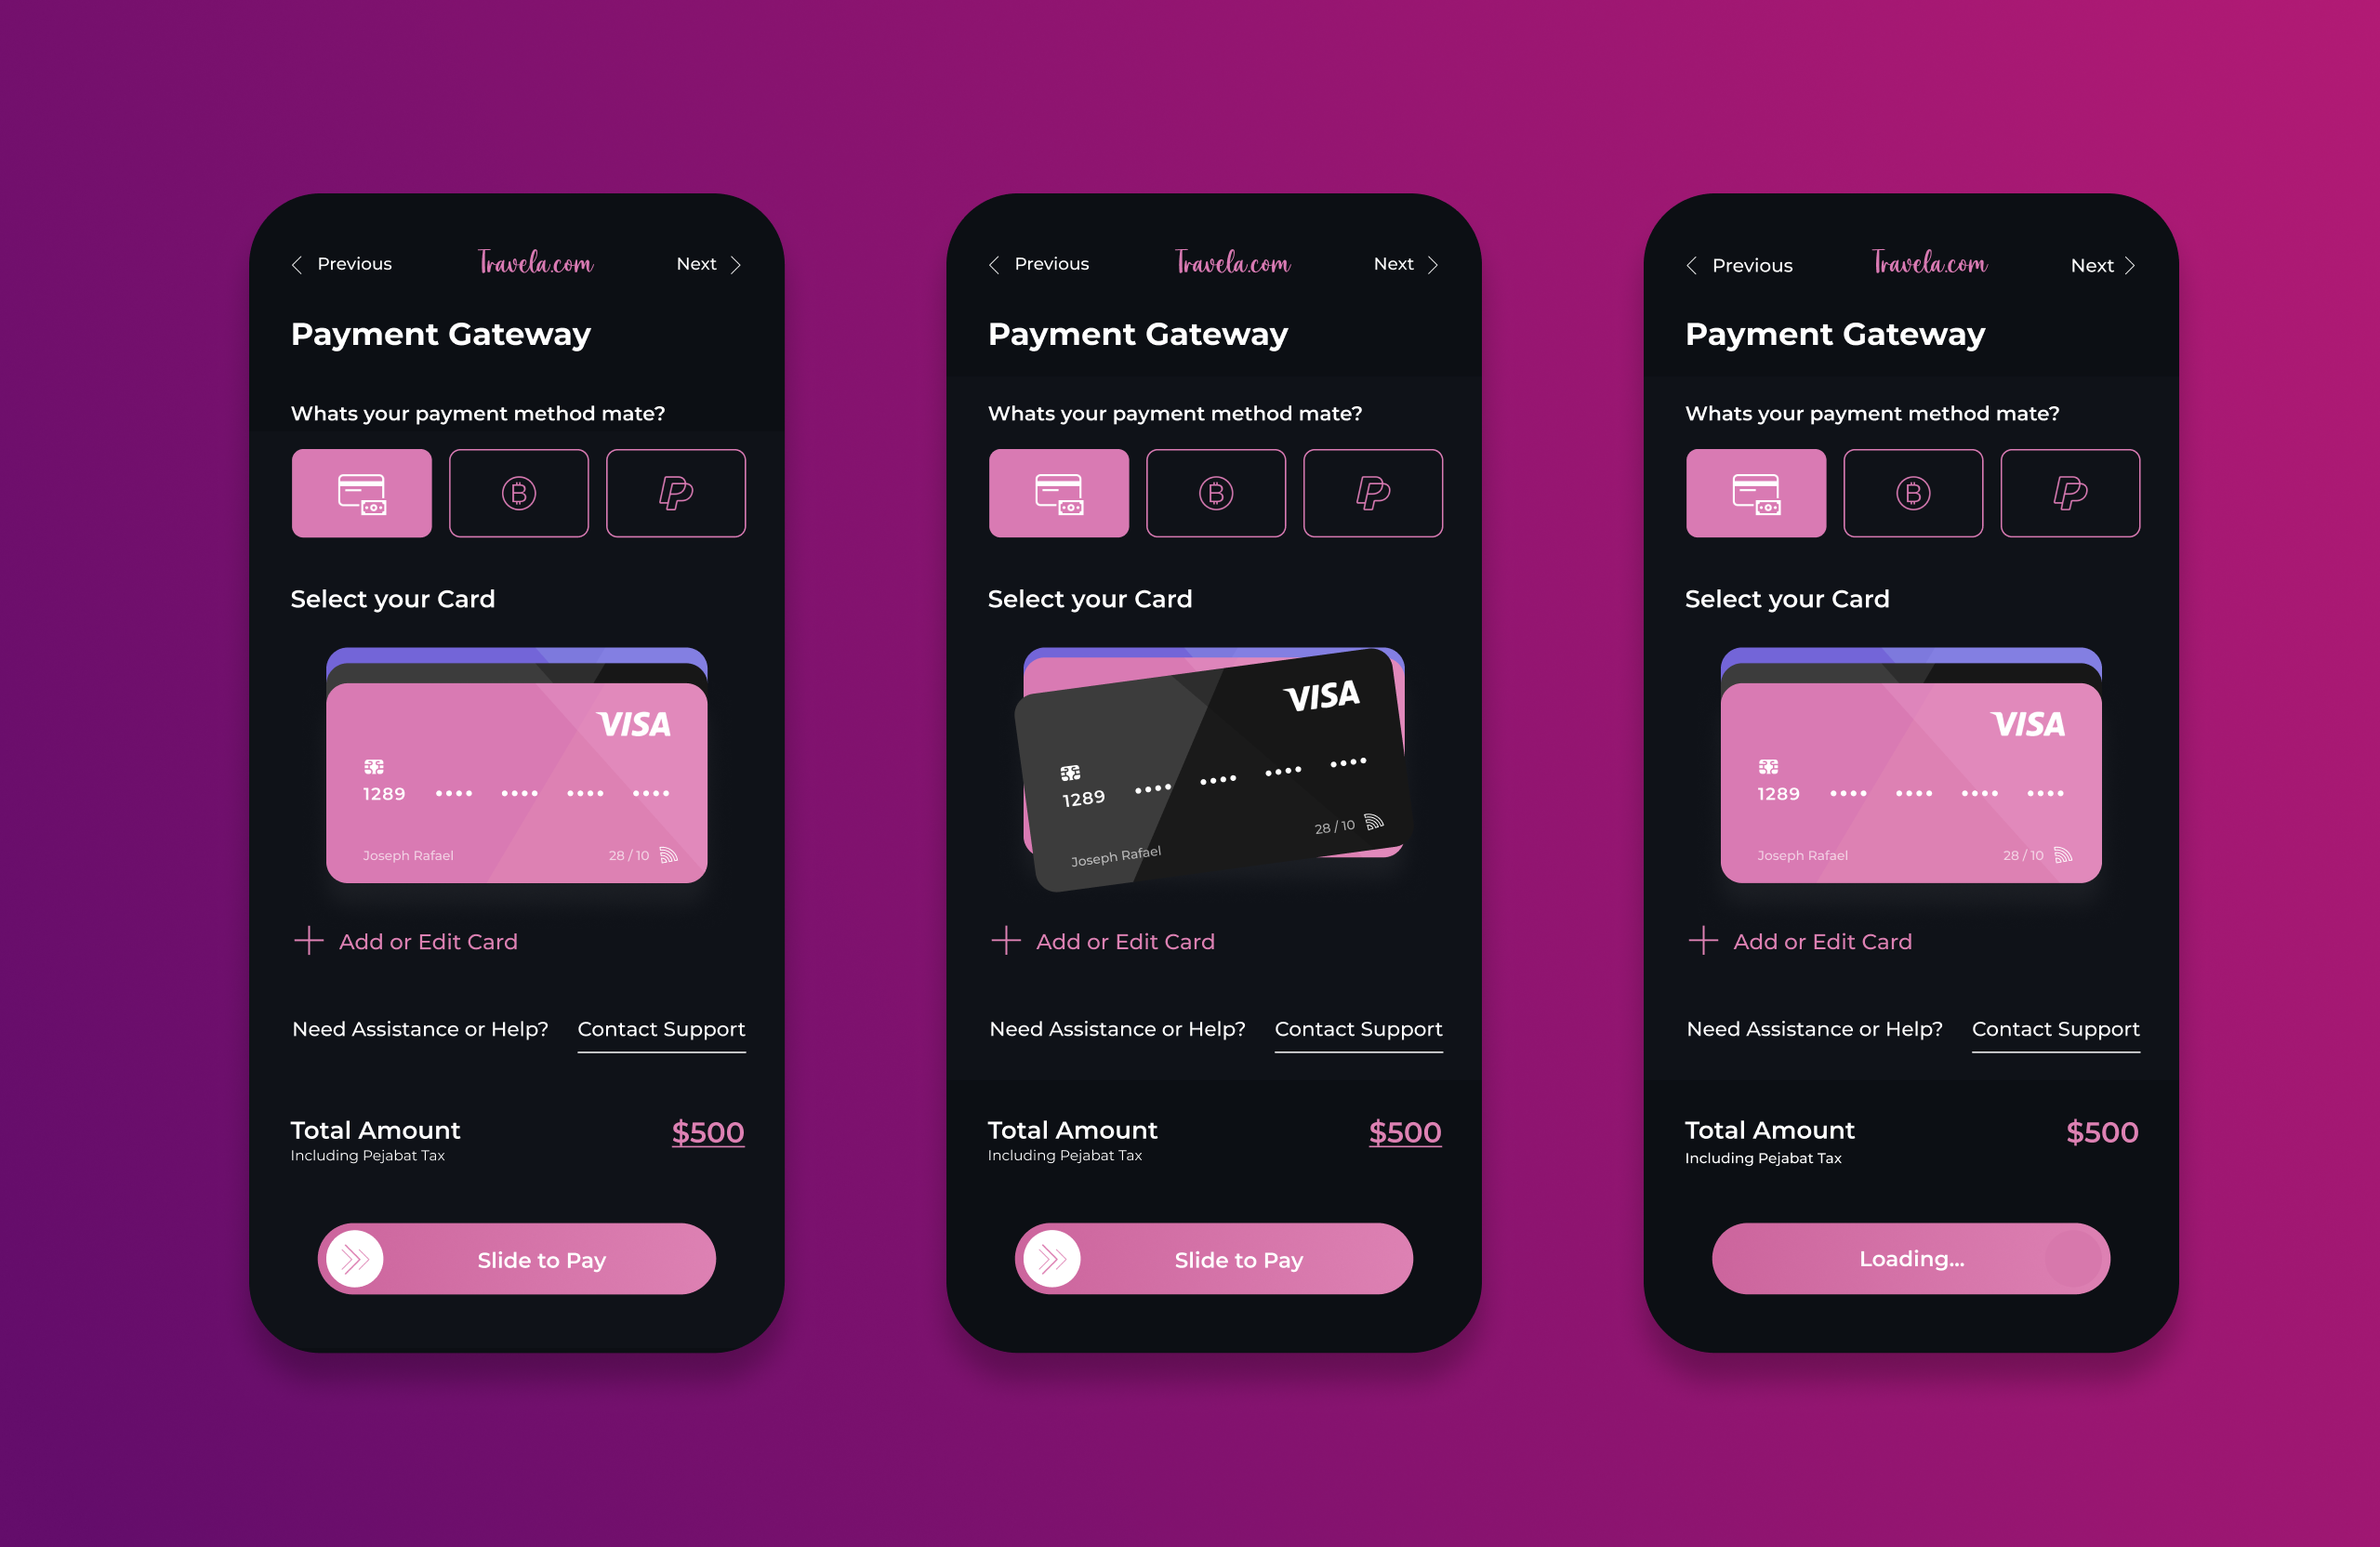 Previous Travela.com Next
Payment Gateway
Whats your payment method mate?
Select your Card
VISA
1289 •••• •••• •••• ••••
Joseph Rafael 28 / 10
Add or Edit Card
Need Assistance or Help? Contact Support
Total Amount $500
Including Pejabat Tax
Slide to Pay
Previous Travela.com Next
Payment Gateway
Whats your payment method mate?
Select your Card
VISA
1289 •••• •••• •••• ••••
Joseph Rafael 28 / 10
Add or Edit Card
Need Assistance or Help? Contact Support
Total Amount $500
Including Pejabat Tax
Slide to Pay
Previous Travela.com Next
Payment Gateway
Whats your payment method mate?
Select your Card
VISA
1289 •••• •••• •••• ••••
Joseph Rafael 28 / 10
Add or Edit Card
Need Assistance or Help? Contact Support
Total Amount $500
Including Pejabat Tax
Loading...